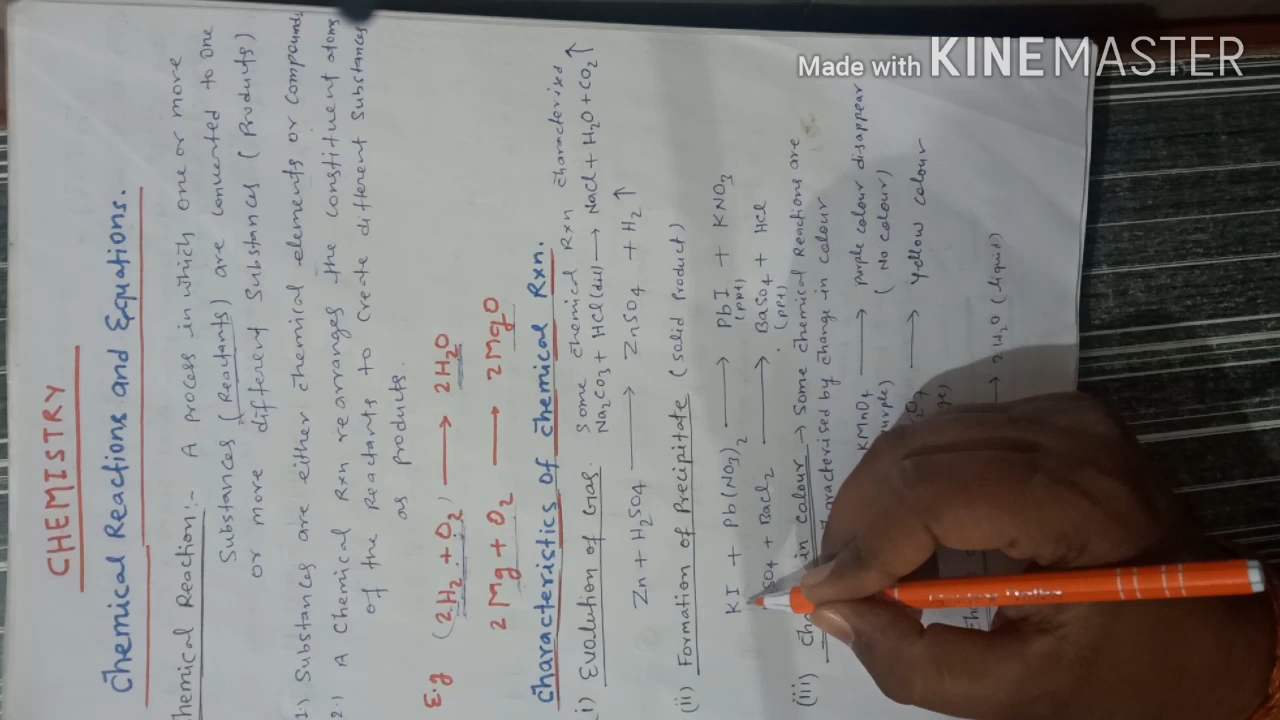 Made with KINEMASTER
CHEMISTRY
Chemical Reactions and Equations.
hemical Reaction:- A process in which one or more
Substances (Reactants) are converted to one
or more different Substances (Products)
1.) Substances are either chemical elements or compounds
2.) A Chemical Rxn rearranges the constituent atoms
of the Reactants to create different Substances
as products.
E.g (2H2 + O2) → 2H2O
2Mg + O2 → 2MgO
Characteristics of Chemical Rxn.
(i) Evaluation of Gas. Some chemical Rxn characterised
Na2CO3 + HCl(dil) → NaCl + H2O + CO2 ↑
Zn + H2SO4 → ZnSO4 + H2 ↑
(ii) Formation of Precipitate (Solid Product)
KI + Pb(NO3)2 → PbI + KNO3
(ppt)
SO4 + BaCl2 → BaSO4 + HCl
(ppt)
(iii) in Colour → Some chemical Reactions are
characterised by change in colour
KMnO4 → Purple colour disappear
(No colour)
→ Yellow colour
→ 2H2O (liquid)